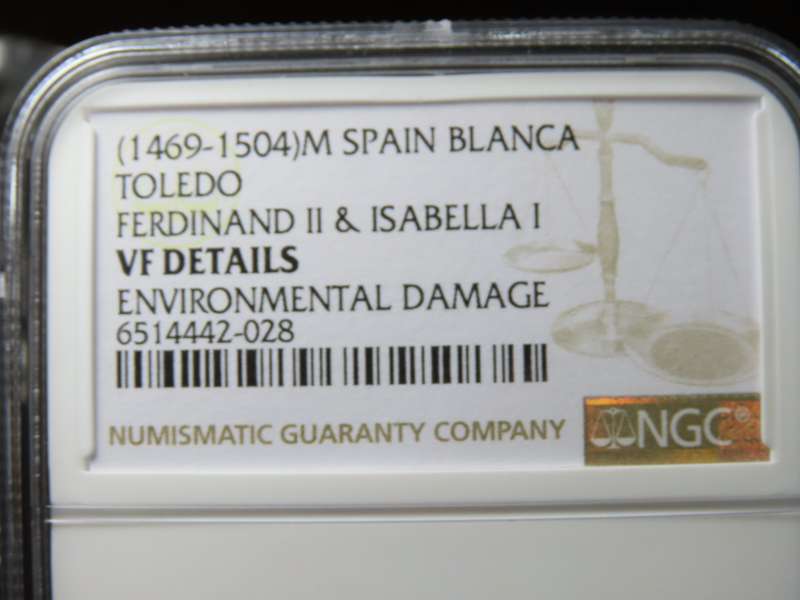 (1469-1504)M SPAIN BLANCA
TOLEDO
FERDINAND II & ISABELLA I
VF DETAILS
ENVIRONMENTAL DAMAGE
6514442-028
NUMISMATIC GUARANTY COMPANY
NGC®